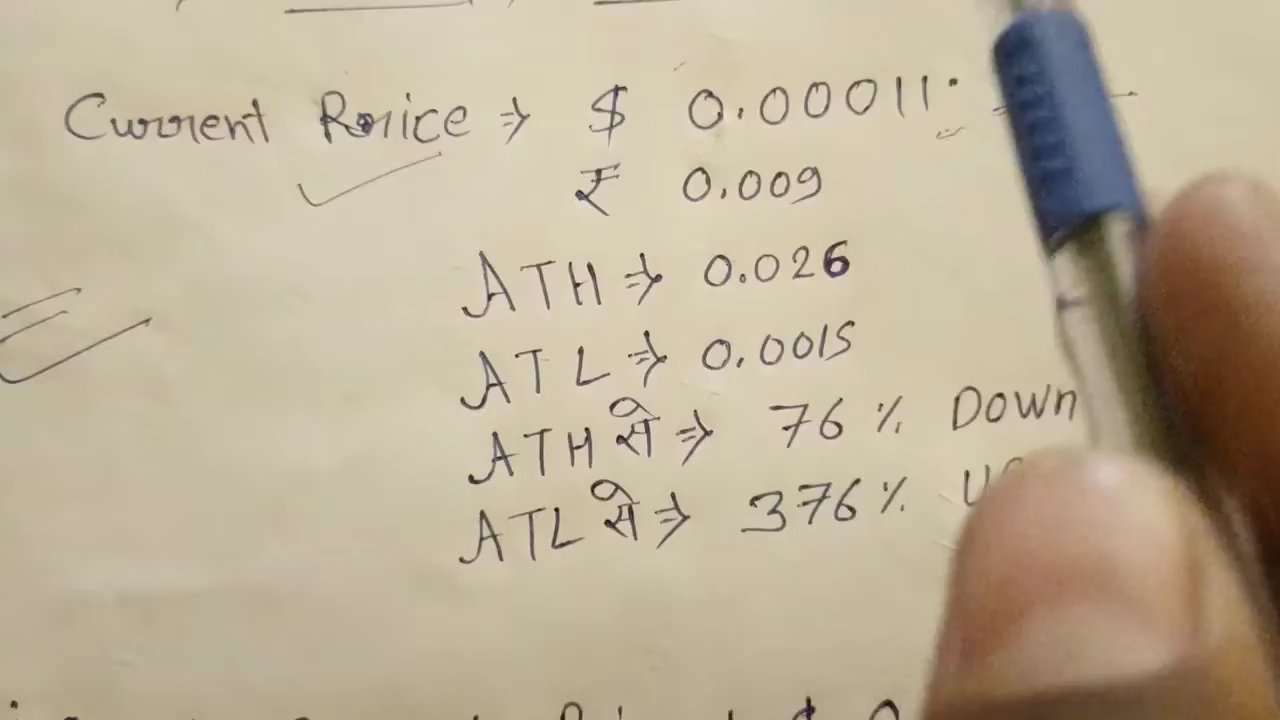 Current Price ⇒ $ 0.00011
₹ 0.009
ATH ⇒ 0.026
ATL ⇒ 0.0015
ATH से ⇒ 76 % Down
ATL से ⇒ 376 %